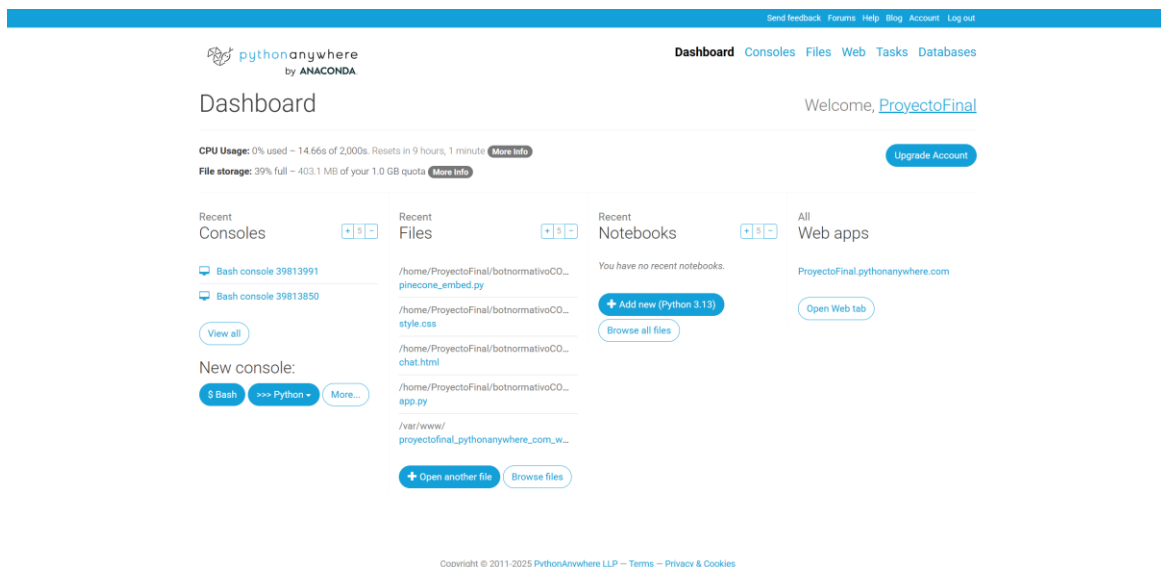 Send feedback Forums Help Blog Account Log out
pythonanywhere
by ANACONDA.
Dashboard Consoles Files Web Tasks Databases
Dashboard
Welcome, ProyectoFinal
CPU Usage: 0% used – 14.66s of 2,000s. Resets in 9 hours, 1 minute More Info
File storage: 39% full – 403.1 MB of your 1.0 GB quota More Info
Upgrade Account
Recent
Consoles
+ 5 −
Bash console 39813991
Bash console 39813850
View all
New console:
$ Bash >>> Python More...
Recent
Files
+ 5 −
/home/ProyectoFinal/botnormativoCO...
pinecone_embed.py
/home/ProyectoFinal/botnormativoCO...
style.css
/home/ProyectoFinal/botnormativoCO...
chat.html
/home/ProyectoFinal/botnormativoCO...
app.py
/var/www/
proyectofinal_pythonanywhere_com_w...
+ Open another file Browse files
Recent
Notebooks
+ 5 −
You have no recent notebooks.
+ Add new (Python 3.13)
Browse all files
All
Web apps
ProyectoFinal.pythonanywhere.com
Open Web tab
Copyright © 2011-2025 PythonAnywhere LLP — Terms — Privacy & Cookies